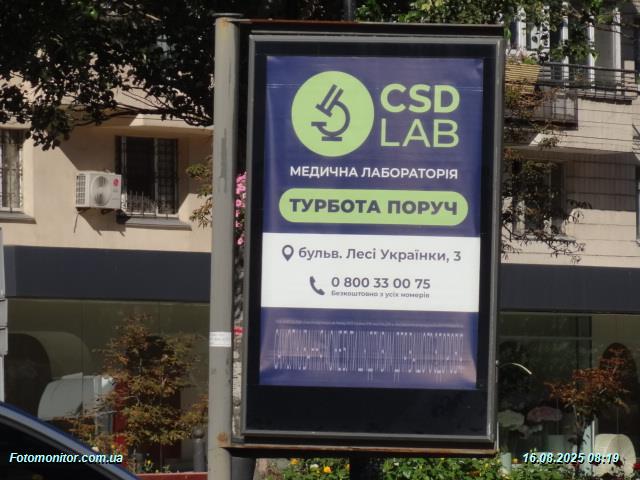 CSD
LAB
МЕДИЧНА ЛАБОРАТОРІЯ
ТУРБОТА ПОРУЧ
бульв. Лесі Українки, 3
0 800 33 00 75
Безкоштовно з усіх номерів
Fotomonitor.com.ua
16.08.2025 08:19